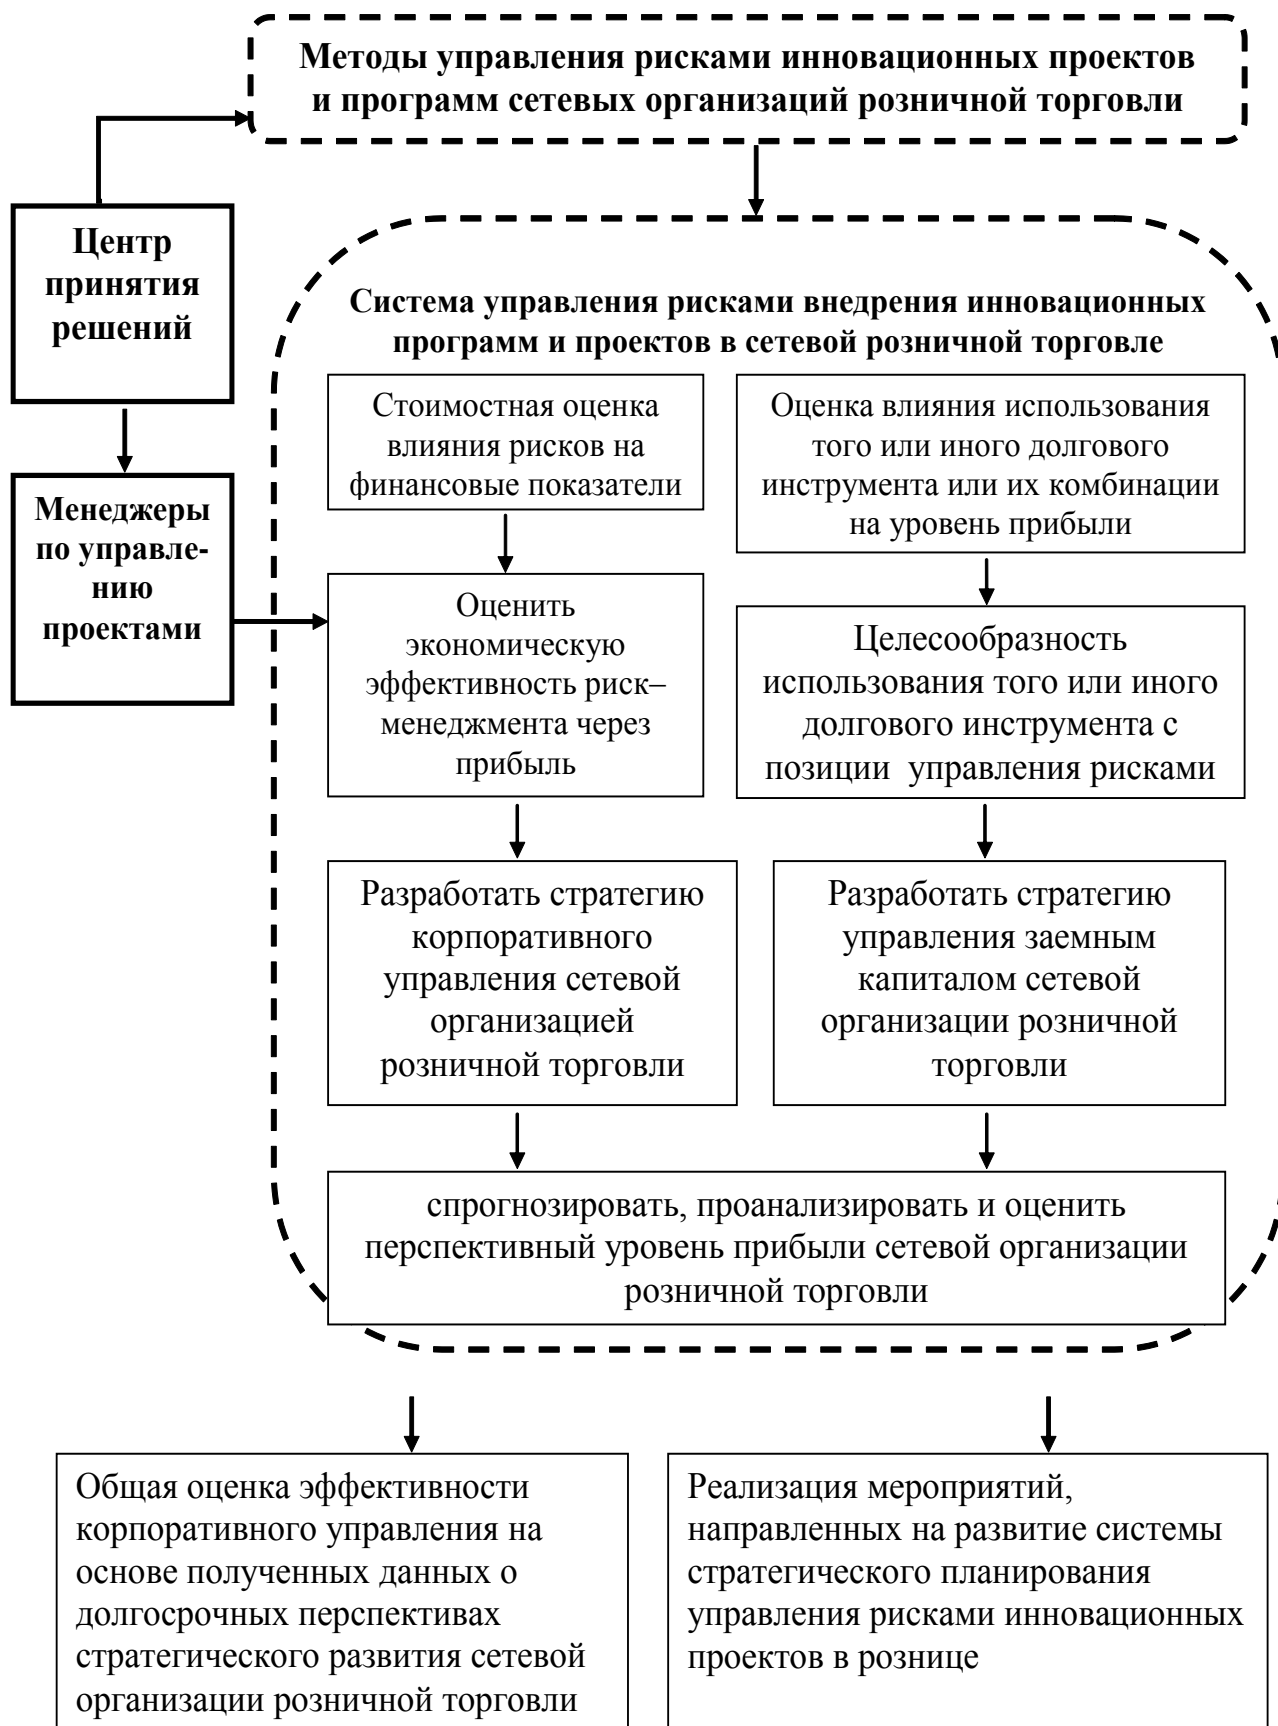 Методы управления рисками инновационных проектов
и программ сетевых организаций розничной торговли
Центр
принятия
решений
Менеджеры
по управле-
нию
проектами
Система управления рисками внедрения инновационных
программ и проектов в сетевой розничной торговле
Стоимостная оценка
влияния рисков на
финансовые показатели
Оценить
экономическую
эффективность риск–
менеджмента через
прибыль
Разработать стратегию
корпоративного
управления сетевой
организацией
розничной торговли
Оценка влияния использования
того или иного долгового
инструмента или их комбинации
на уровень прибыли
Целесообразность
использования того или иного
долгового инструмента с
позиции управления рисками
Разработать стратегию
управления заемным
капиталом сетевой
организации розничной
торговли
спрогнозировать, проанализировать и оценить
перспективный уровень прибыли сетевой организации
розничной торговли
Общая оценка эффективности
корпоративного управления на
основе полученных данных о
долгосрочных перспективах
стратегического развития сетевой
организации розничной торговли
Реализация мероприятий,
направленных на развитие системы
стратегического планирования
управления рисками инновационных
проектов в рознице